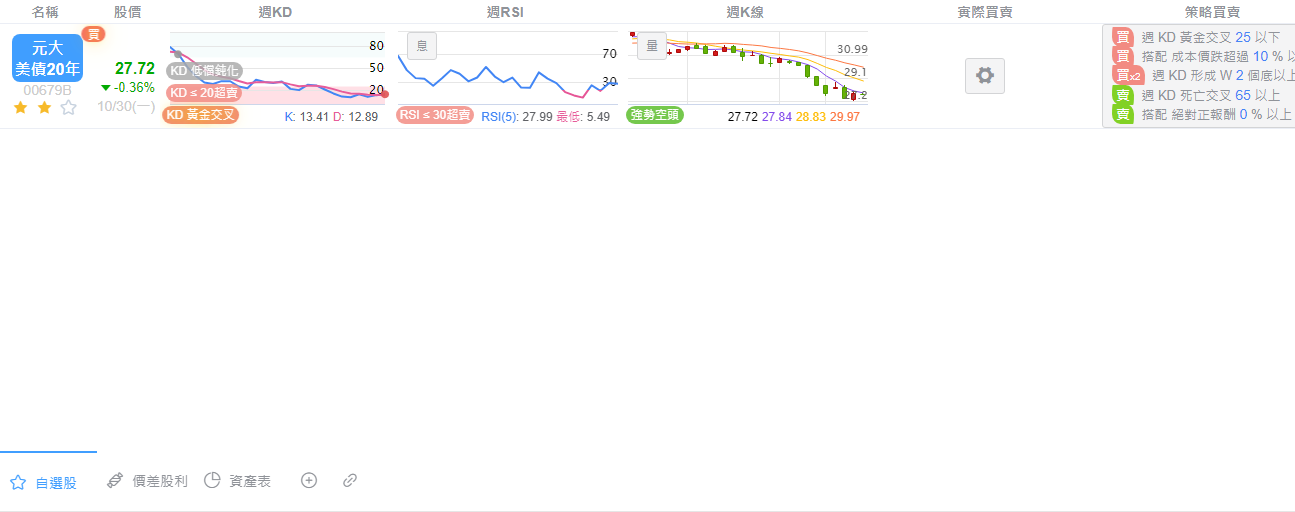 名稱 股價 週KD 週RSI 週K線 實際買賣 策略買賣
元大
美債20年
00679B
買
27.72
-0.36%
10/30(一)
80
50
20
KD 低檔鈍化
KD ≤ 20超賣
KD 黃金交叉
K: 13.41 D: 12.89
息
70
30
RSI ≤ 30超賣
RSI(5): 27.99 最低: 5.49
量
30.99
29.1
強勢空頭
27.72 27.84 28.83 29.97
買 週 KD 黃金交叉 25 以下
買 搭配 成本價跌超過 10 % 以
買x2 週 KD 形成 W 2 個底以上
賣 週 KD 死亡交叉 65 以上
賣 搭配 絕對正報酬 0 % 以上
自選股 價差股利 資產表